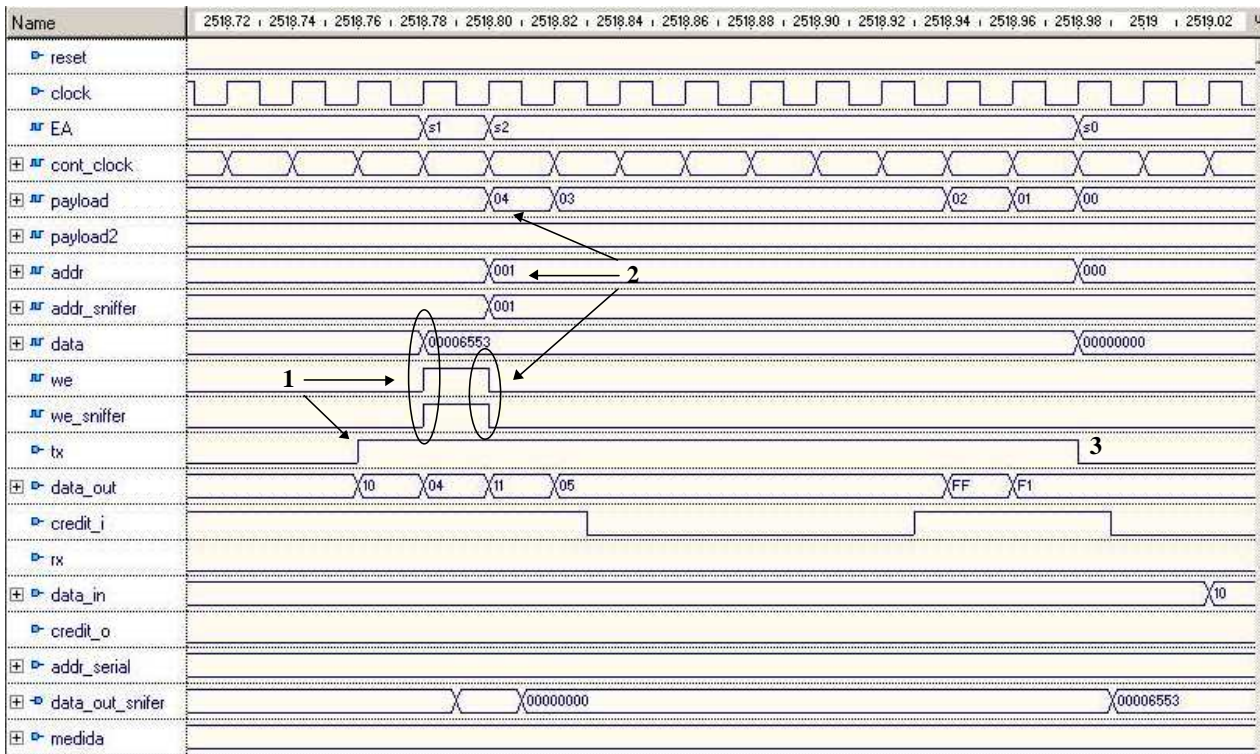 Name 2518.72 2518.74 2518.76 2518.78 2518.80 2518.82 2518.84 2518.86 2518.88 2518.90 2518.92 2518.94 2518.96 2518.98 2519 2519.02
reset
clock
EA s1 s2 s0
cont_clock
payload 04 03 02 01 00
payload2
addr 001 2 000
addr_sniffer 001
data 00006553 00000000
we 1
we_sniffer
tx 3
data_out 10 04 11 05 FF F1
credit_i
rx
data_in 10
credit_o
addr_serial
data_out_snifer 00000000 00006553
medida